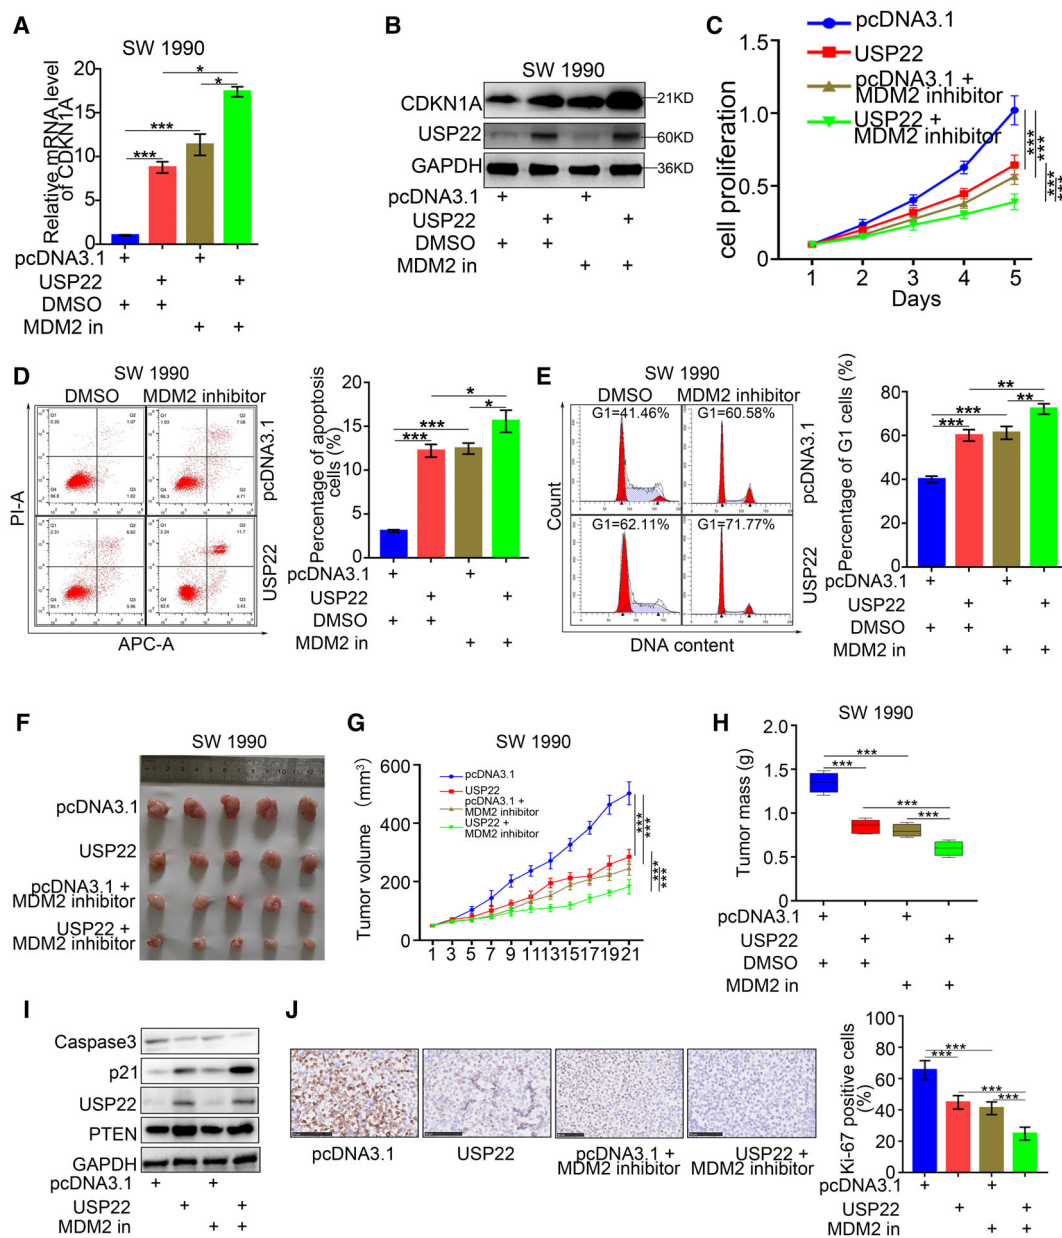 A
SW 1990
Relative mRNA level
of CDKN1A
20
15
10
5
0
***
***
*
*
pcDNA3.1 + +
USP22 + +
DMSO + +
MDM2 in + +
B
SW 1990
CDKN1A 21KD
USP22 60KD
GAPDH 36KD
pcDNA3.1 + +
USP22 + +
DMSO + +
MDM2 in + +
C
pcDNA3.1
USP22
pcDNA3.1 +
MDM2 inhibitor
USP22 +
MDM2 inhibitor
cell proliferation
1.5
1.0
0.5
0
1 2 3 4 5
Days
***
***
***
***
D
SW 1990
DMSO MDM2 inhibitor
pcDNA3.1
USP22
PI-A
APC-A
Percentage of apoptosis
cells (%)
20
15
10
5
0
***
***
*
*
pcDNA3.1 + +
USP22 + +
DMSO + +
MDM2 in + +
E
SW 1990
DMSO MDM2 inhibitor
G1=41.46% G1=60.58%
G1=62.11% G1=71.77%
pcDNA3.1
USP22
Count
DNA content
Percentage of G1 cells (%)
80
60
40
20
0
***
***
**
**
pcDNA3.1 + +
USP22 + +
DMSO + +
MDM2 in + +
F
SW 1990
pcDNA3.1
USP22
pcDNA3.1 +
MDM2 inhibitor
USP22 +
MDM2 inhibitor
G
SW 1990
Tumor volume (mm³)
pcDNA3.1
USP22
pcDNA3.1 +
MDM2 inhibitor
USP22 +
MDM2 inhibitor
600
400
200
0
1 3 5 7 9 11 13 15 17 19 21
***
***
***
***
H
SW 1990
Tumor mass (g)
2.0
1.5
1.0
0.5
0
***
***
***
***
pcDNA3.1 + +
USP22 + +
DMSO + +
MDM2 in + +
I
Caspase3
p21
USP22
PTEN
GAPDH
pcDNA3.1 + +
USP22 + +
MDM2 in + +
J
pcDNA3.1
USP22
pcDNA3.1 +
MDM2 inhibitor
USP22 +
MDM2 inhibitor
Ki-67 positive cells
(%)
100
80
60
40
20
0
***
***
***
***
pcDNA3.1 + +
USP22 + +
MDM2 in + +